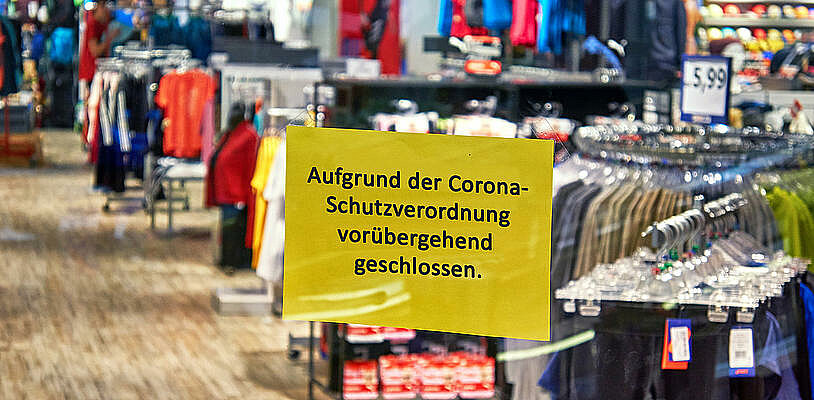 5,99
Aufgrund der Corona-
Schutzverordnung
vorübergehend
geschlossen.